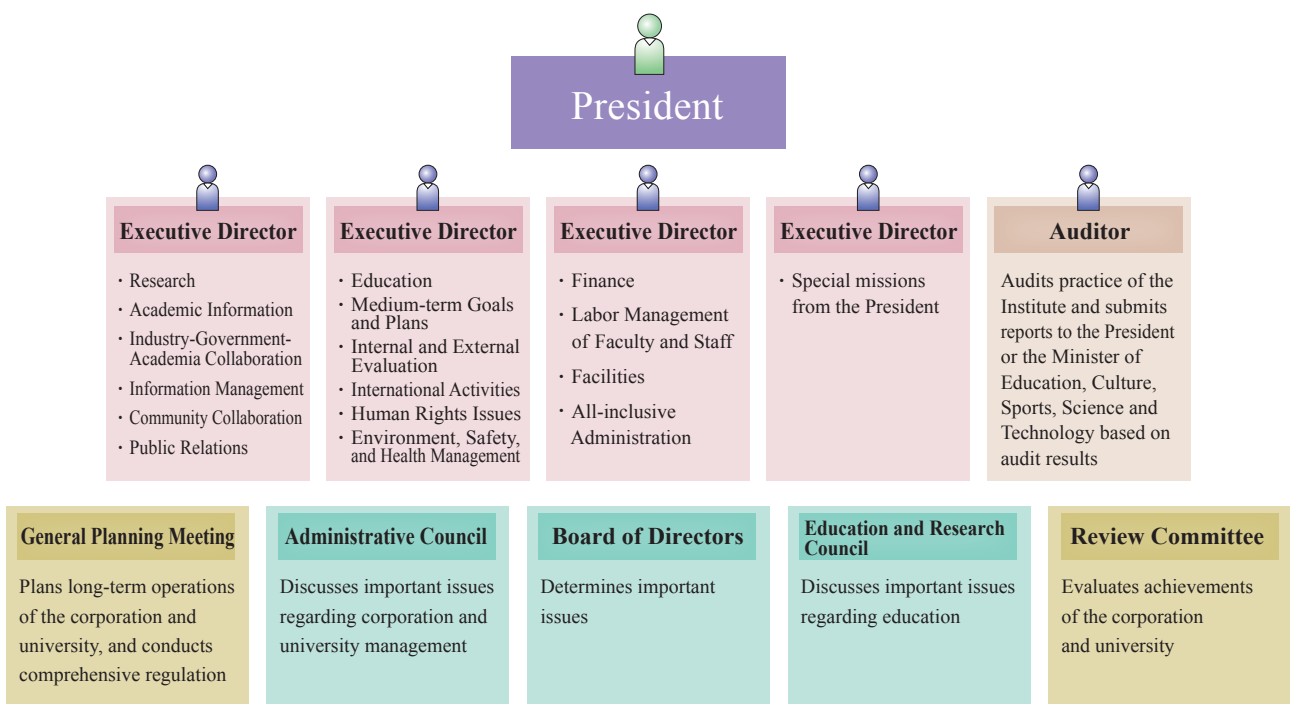 President
Executive Director
・Research
・Academic Information
・Industry-Government-
Academia Collaboration
・Information Management
・Community Collaboration
・Public Relations
Executive Director
・Education
・Medium-term Goals
and Plans
・Internal and External
Evaluation
・International Activities
・Human Rights Issues
・Environment, Safety,
and Health Management
Executive Director
・Finance
・Labor Management
of Faculty and Staff
・Facilities
・All-inclusive
Administration
Executive Director
・Special missions
from the President
Auditor
Audits practice of the
Institute and submits
reports to the President
or the Minister of
Education, Culture,
Sports, Science and
Technology based on
audit results
General Planning Meeting
Plans long-term operations
of the corporation and
university, and conducts
comprehensive regulation
Administrative Council
Discusses important issues
regarding corporation and
university management
Board of Directors
Determines important
issues
Education and Research
Council
Discusses important issues
regarding education
Review Committee
Evaluates achievements
of the corporation
and university